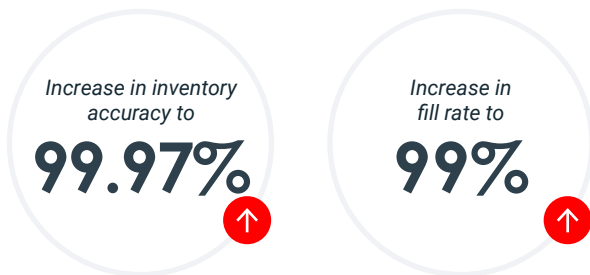 Increase in inventory
accuracy to
99.97%
Increase in
fill rate to
99%